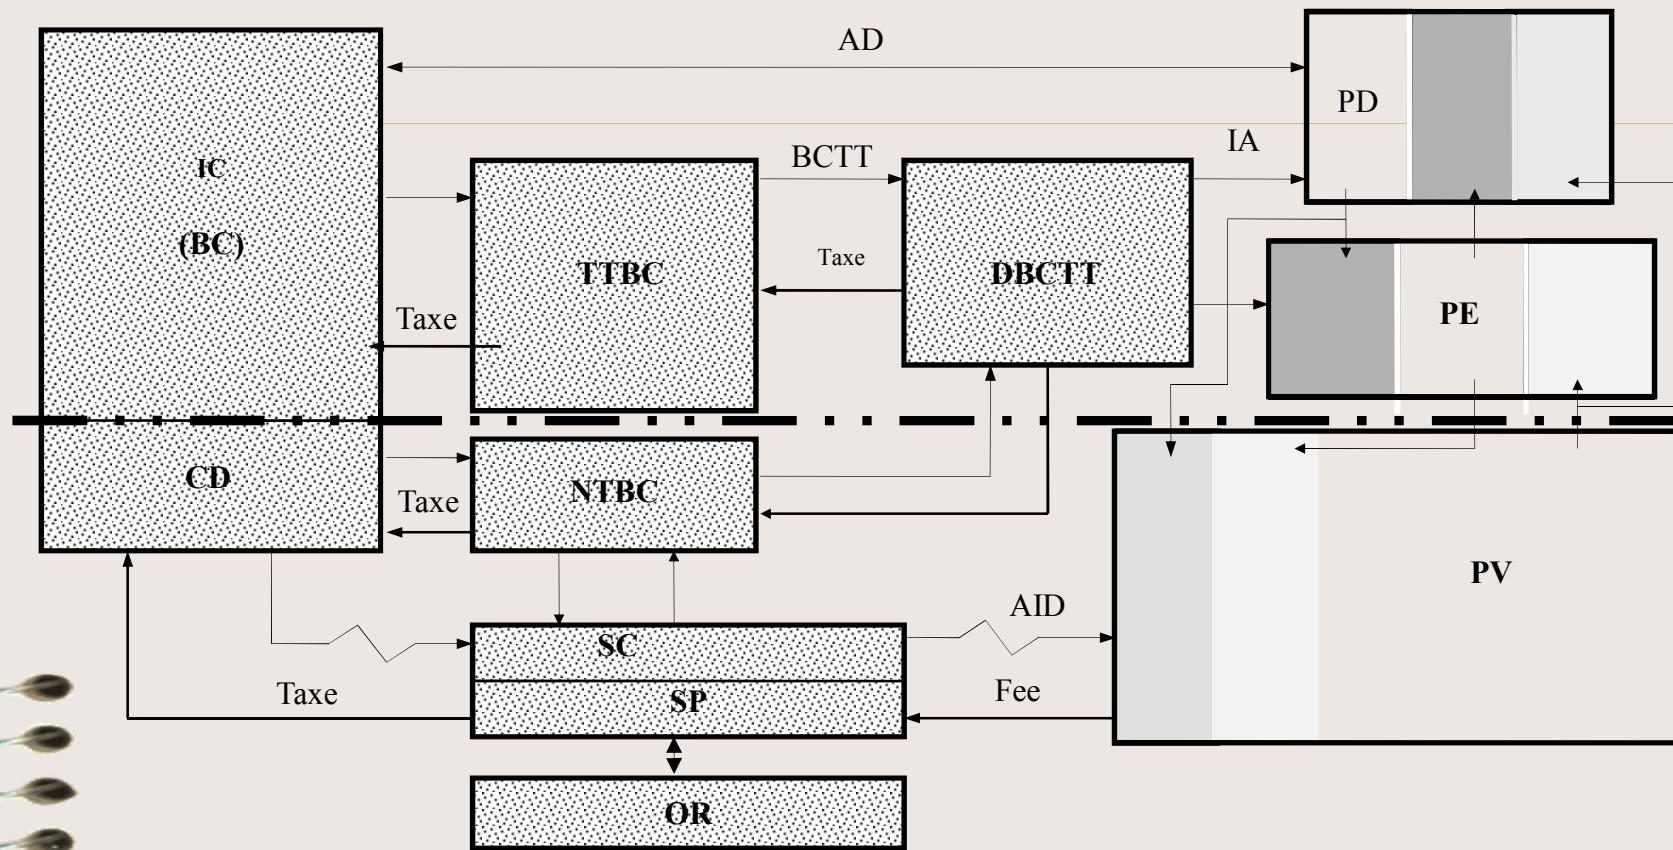 AD
PD
IA
BCTT
IC
(BC)
TTBC
Taxe
DBCTT
PE
Taxe
CD
NTBC
Taxe
PV
AID
SC
Taxe
SP
Fee
OR